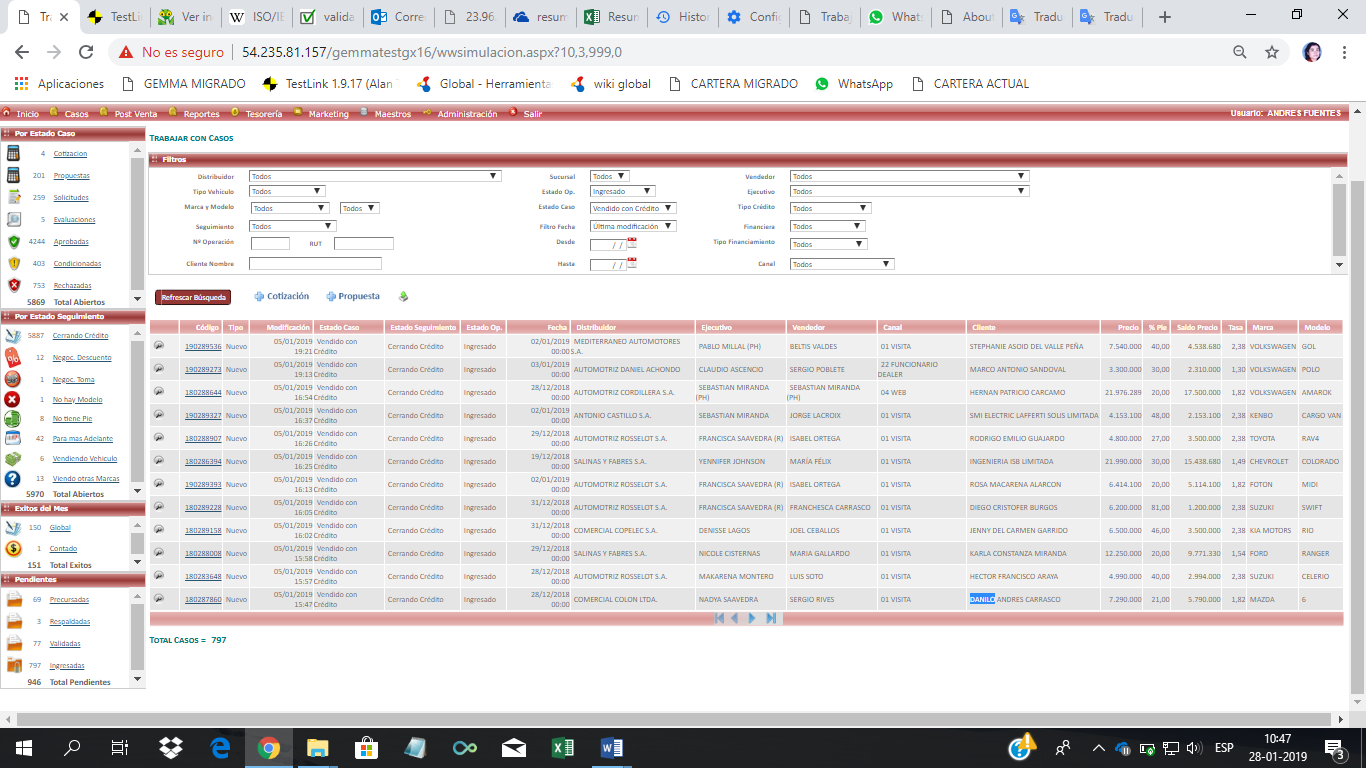 Tra
TestLi
Ver in
ISO/IE
valida
Corre
23.96.
resum
Resun
Histor
Config
Trabaj
Whats
About
Tradu
Tradu
No es seguro | 54.235.81.157/gemmatestgx16/wwsimulacion.aspx?10,3,999,0
Aplicaciones GEMMA MIGRADO TestLink 1.9.17 (Alan Global - Herramienta wiki global CARTERA MIGRADO WhatsApp CARTERA ACTUAL
Inicio Casos Post Venta Reportes Tesorería Marketing Maestros Administración Salir Usuario: ANDRES FUENTES
Por Estado Caso
4 Cotizacion
201 Propuestas
259 Solicitudes
5 Evaluaciones
4244 Aprobadas
403 Condicionadas
753 Rechazadas
5869 Total Abiertos
Por Estado Seguimiento
5887 Cerrando Crédito
12 Negoc. Descuento
1 Negoc. Toma
1 No hay Modelo
8 No tiene Pie
42 Para mas Adelante
6 Vendiendo Vehículo
13 Viendo otras Marcas
5970 Total Abiertos
Exitos del Mes
150 Global
1 Contado
151 Total Exitos
Pendientes
69 Precursadas
3 Respaldadas
77 Validadas
797 Ingresadas
946 Total Pendientes
Trabajar con Casos
Filtros
Distribuidor Todos Sucursal Todos Vendedor Todos
Tipo Vehículo Todos Estado Op. Ingresado Ejecutivo Todos
Marca y Modelo Todos Todos Estado Caso Vendido con Crédito Tipo Crédito Todos
Seguimiento Todos Filtro Fecha Última modificación Financiera Todos
Nº Operación RUT Desde / / Tipo Financiamiento Todos
Cliente Nombre Hasta / / Canal Todos
Refrescar Búsqueda Cotización Propuesta
Código Tipo Modificación Estado Caso Estado Seguimiento Estado Op. Fecha Distribuidor Ejecutivo Vendedor Canal Cliente Precio % Pie Saldo Precio Tasa Marca Modelo
190289536 Nuevo 05/01/2019 19:21 Vendido con Crédito Cerrando Crédito Ingresado 02/01/2019 00:00 MEDITERRANEO AUTOMOTORES S.A. PABLO MILLAL (PH) BELTIS VALDES 01 VISITA STEPHANIE ASOID DEL VALLE PEÑA 7.540.000 40,00 4.538.680 2,38 VOLKSWAGEN GOL
190289273 Nuevo 05/01/2019 19:13 Vendido con Crédito Cerrando Crédito Ingresado 03/01/2019 00:00 AUTOMOTRIZ DANIEL ACHONDO CLAUDIO ASCENCIO SERGIO POBLETE 22 FUNCIONARIO DEALER MARCO ANTONIO SANDOVAL 3.300.000 30,00 2.310.000 1,30 VOLKSWAGEN POLO
180288644 Nuevo 05/01/2019 16:54 Vendido con Crédito Cerrando Crédito Ingresado 28/12/2018 00:00 AUTOMOTRIZ CORDILLERA S.A. SEBASTIAN MIRANDA (PH) SEBASTIAN MIRANDA (PH) 04 WEB HERNAN PATRICIO CARCAMO 21.976.289 20,00 17.500.000 1,82 VOLKSWAGEN AMAROK
190289327 Nuevo 05/01/2019 16:37 Vendido con Crédito Cerrando Crédito Ingresado 02/01/2019 00:00 ANTONIO CASTILLO S.A. SEBASTIAN MIRANDA JORGE LACROIX 01 VISITA SMI ELECTRIC LAFFERTI SOUS LIMITADA 4.153.100 48,00 2.153.100 2,38 KENBO CARGO VAN
180288907 Nuevo 05/01/2019 16:26 Vendido con Crédito Cerrando Crédito Ingresado 29/12/2018 00:00 AUTOMOTRIZ ROSSELOT S.A. FRANCISCA SAAVEDRA (R) ISABEL ORTEGA 01 VISITA RODRIGO EMILIO GUAJARDO 4.800.000 27,00 3.500.000 2,38 TOYOTA RAV4
180286394 Nuevo 05/01/2019 16:25 Vendido con Crédito Cerrando Crédito Ingresado 19/12/2018 00:00 SALINAS Y FABRES S.A. YENNIFER JOHNSON MARÍA FÉLIX 01 VISITA INGENIERIA ISB LIMITADA 21.990.000 30,00 15.438.680 1,49 CHEVROLET COLORADO
190289393 Nuevo 05/01/2019 16:13 Vendido con Crédito Cerrando Crédito Ingresado 02/01/2019 00:00 AUTOMOTRIZ ROSSELOT S.A. FRANCISCA SAAVEDRA (R) ISABEL ORTEGA 01 VISITA ROSA MACARENA ALARCON 6.414.100 20,00 5.114.100 1,82 FOTON MIDI
180289228 Nuevo 05/01/2019 16:05 Vendido con Crédito Cerrando Crédito Ingresado 31/12/2018 00:00 AUTOMOTRIZ ROSSELOT S.A. FRANCISCA SAAVEDRA (R) FRANCHESCA CARRASCO 01 VISITA DIEGO CRISTOFER BURGOS 6.200.000 81,00 1.200.000 2,38 SUZUKI SWIFT
180289158 Nuevo 05/01/2019 16:02 Vendido con Crédito Cerrando Crédito Ingresado 31/12/2018 00:00 COMERCIAL COPELEC S.A. DENISSE LAGOS JOEL CEBALLOS 01 VISITA JENNY DEL CARMEN GARRIDO 6.500.000 46,00 3.500.000 2,38 KIA MOTORS RIO
180288008 Nuevo 05/01/2019 15:58 Vendido con Crédito Cerrando Crédito Ingresado 29/12/2018 00:00 SALINAS Y FABRES S.A. NICOLE CISTERNAS MARIA GALLARDO 01 VISITA KARLA CONSTANZA MIRANDA 12.250.000 20,00 9.771.330 1,54 FORD RANGER
180283648 Nuevo 05/01/2019 15:57 Vendido con Crédito Cerrando Crédito Ingresado 28/12/2018 00:00 AUTOMOTRIZ ROSSELOT S.A. MAKARENA MONTERO LUIS SOTO 01 VISITA HECTOR FRANCISCO ARAYA 4.990.000 40,00 2.994.000 2,38 SUZUKI CELERIO
180287860 Nuevo 05/01/2019 15:47 Vendido con Crédito Cerrando Crédito Ingresado 28/12/2018 00:00 COMERCIAL COLON LTDA. NADYA SAAVEDRA SERGIO RIVES 01 VISITA DANILO ANDRES CARRASCO 7.290.000 21,00 5.790.000 1,82 MAZDA 6
Total Casos = 797
ESP
10:47
28-01-2019
3